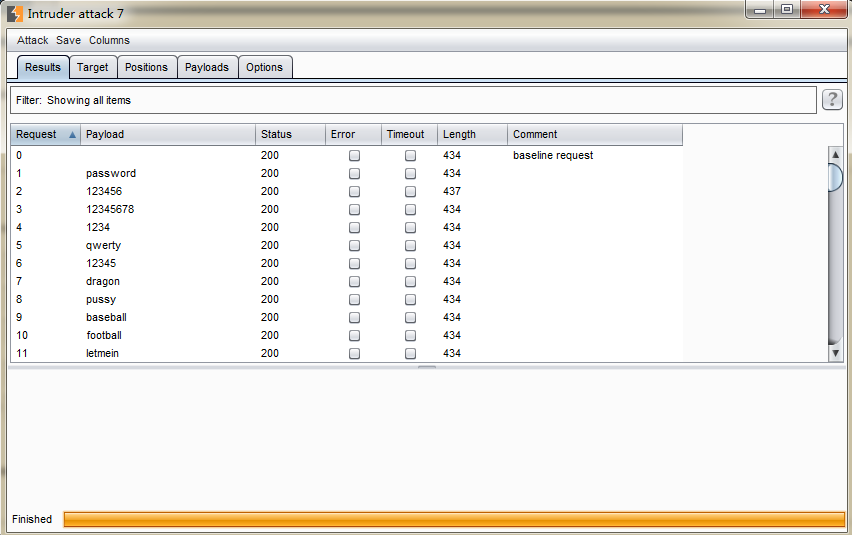 Intruder attack 7
Attack Save Columns
Results Target Positions Payloads Options
Filter: Showing all items ?
Request Payload Status Error Timeout Length Comment
0 200 434 baseline request
1 password 200 434
2 123456 200 437
3 12345678 200 434
4 1234 200 434
5 qwerty 200 434
6 12345 200 434
7 dragon 200 434
8 pussy 200 434
9 baseball 200 434
10 football 200 434
11 letmein 200 434
Finished